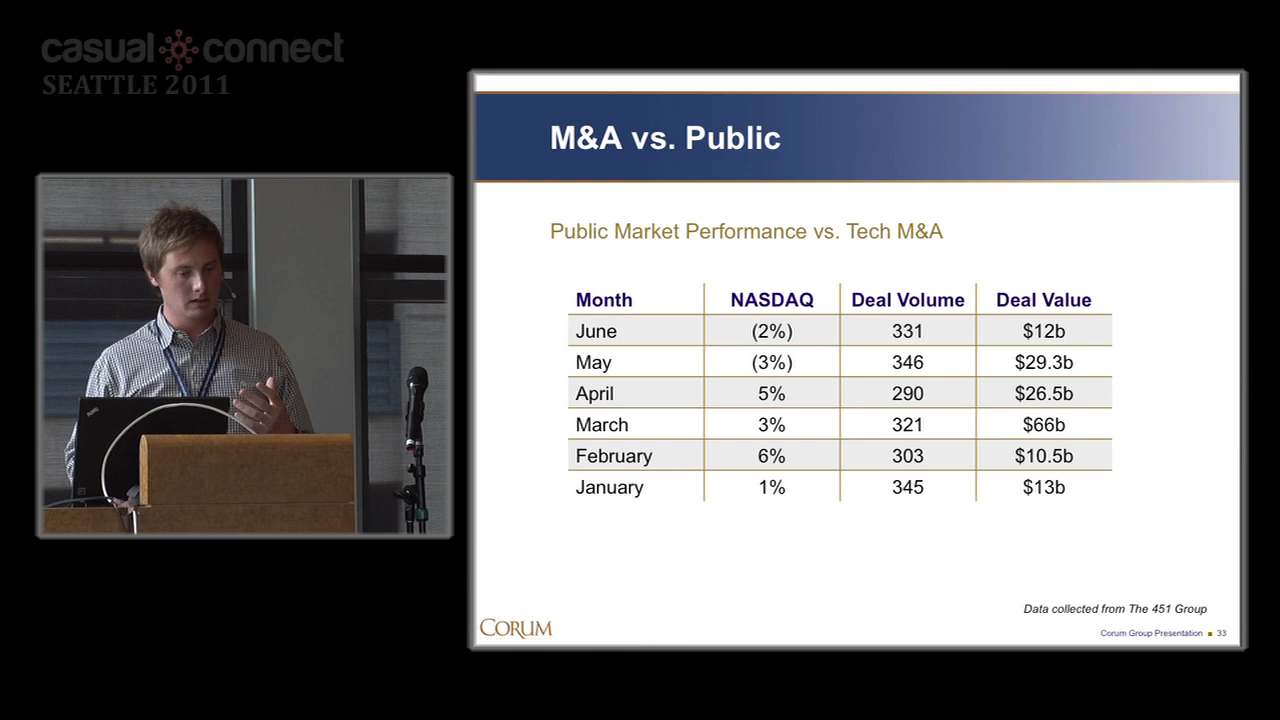 casual connect
SEATTLE 2011
M&A vs. Public
Public Market Performance vs. Tech M&A
Month NASDAQ Deal Volume Deal Value
June (2%) 331 $12b
May (3%) 346 $29.3b
April 5% 290 $26.5b
March 3% 321 $66b
February 6% 303 $10.5b
January 1% 345 $13b
Data collected from The 451 Group
CORUM
Corum Group Presentation 33